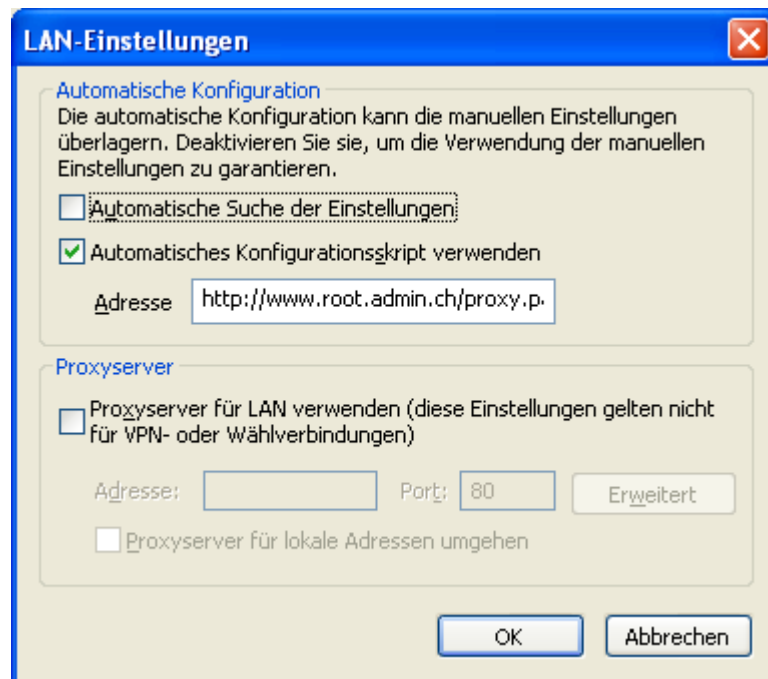 LAN-Einstellungen
Automatische Konfiguration
Die automatische Konfiguration kann die manuellen Einstellungen
überlagern. Deaktivieren Sie sie, um die Verwendung der manuellen
Einstellungen zu garantieren.
Automatische Suche der Einstellungen
Automatisches Konfigurationsskript verwenden
Adresse http://www.root.admin.ch/proxy.p
Proxyserver
Proxyserver für LAN verwenden (diese Einstellungen gelten nicht
für VPN- oder Wählverbindungen)
Adresse: Port: 80 Erweitert
Proxyserver für lokale Adressen umgehen
OK Abbrechen